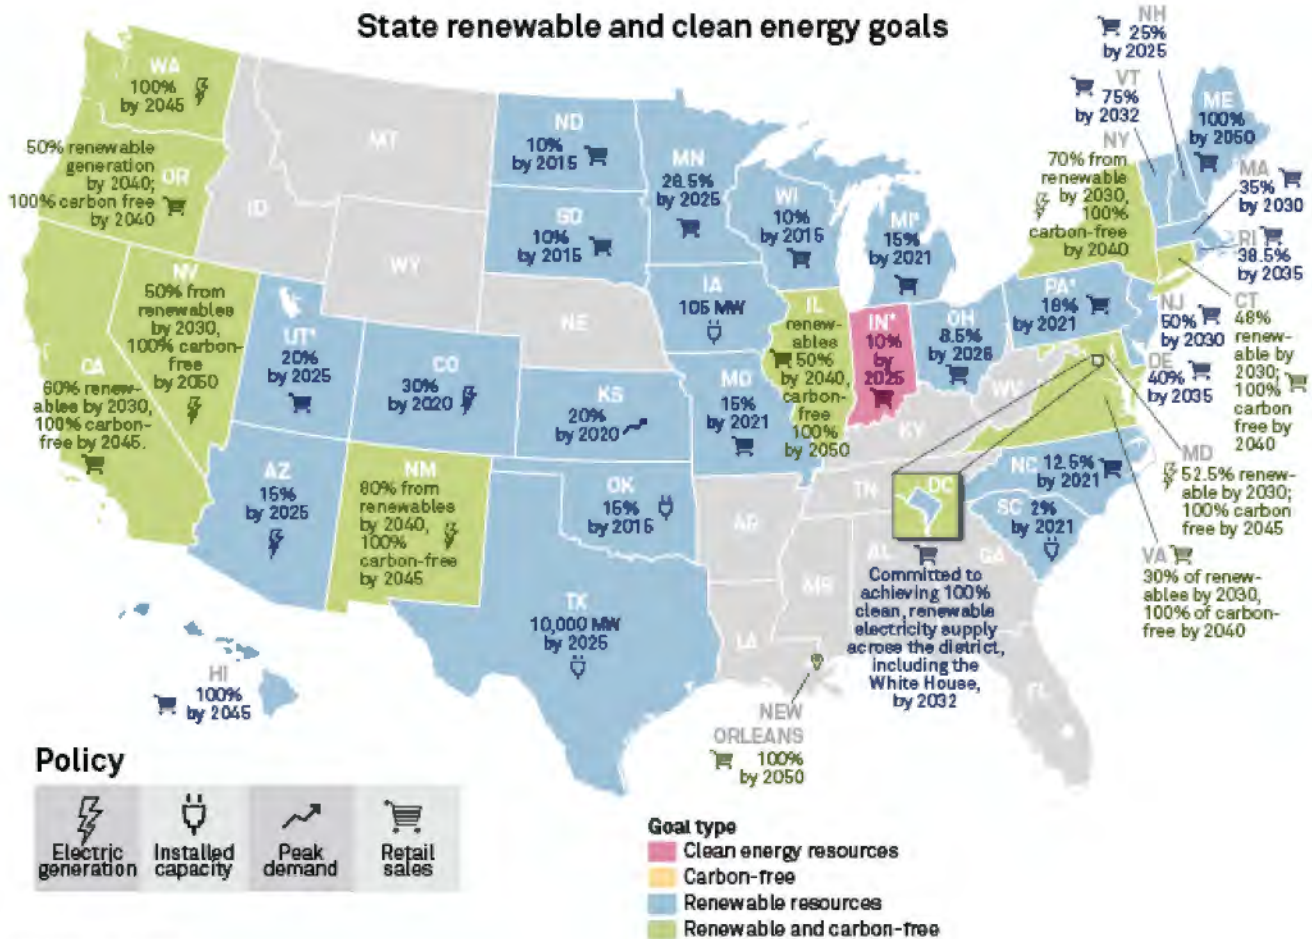 State renewable and clean energy goals
WA
100%
by 2045
50% renewable
generation
by 2040;
OR
100% carbon free
by 2040
CA
60% renew-
ables by 2030,
100% carbon-
free by 2045.
NV
50% from
renewables
by 2030,
100% carbon-
free
by 2050
ID
MT
WY
UT*
20%
by 2025
AZ
15%
by 2025
CO
30%
by 2020
NM
80% from
renewables
by 2040,
100%
carbon-free
by 2045
ND
10%
by 2015
SD
10%
by 2015
NE
KS
20%
by 2020
OK
15%
by 2015
TX
10,000 MW
by 2025
MN
26.5%
by 2025
IA
105 MW
MO
15%
by 2021
AR
LA
WI
10%
by 2015
IL
renew-
ables
50%
by 2040,
carbon-
free
100%
by 2050
MI*
15%
by 2021
IN*
10%
by
2025
OH
8.5%
by 2026
KY
TN
MS
AL
GA
FL
WV
PA*
18%
by 2021
NC 12.5%
by 2021
SC 2%
by 2021
DC
Committed to
achieving 100%
clean, renewable
electricity supply
across the district,
including the
White House,
by 2032
NEW
ORLEANS
100%
by 2050
NH
25%
by 2025
VT
75%
by 2032
NY
70% from
renewable
by 2030,
100%
carbon-free
by 2040
ME
100%
by 2050
MA
35%
by 2030
RI
38.5%
by 2035
NJ
50%
by 2030
CT
48%
renew-
able by
2030;
100%
carbon
free by
2040
DE
40%
by 2035
MD
52.5% renew-
able by 2030;
100% carbon
free by 2045
VA
30% of renew-
ables by 2030,
100% of carbon-
free by 2040
HI
100%
by 2045
Policy
Electric
generation
Installed
capacity
Peak
demand
Retail
sales
Goal type
Clean energy resources
Carbon-free
Renewable resources
Renewable and carbon-free